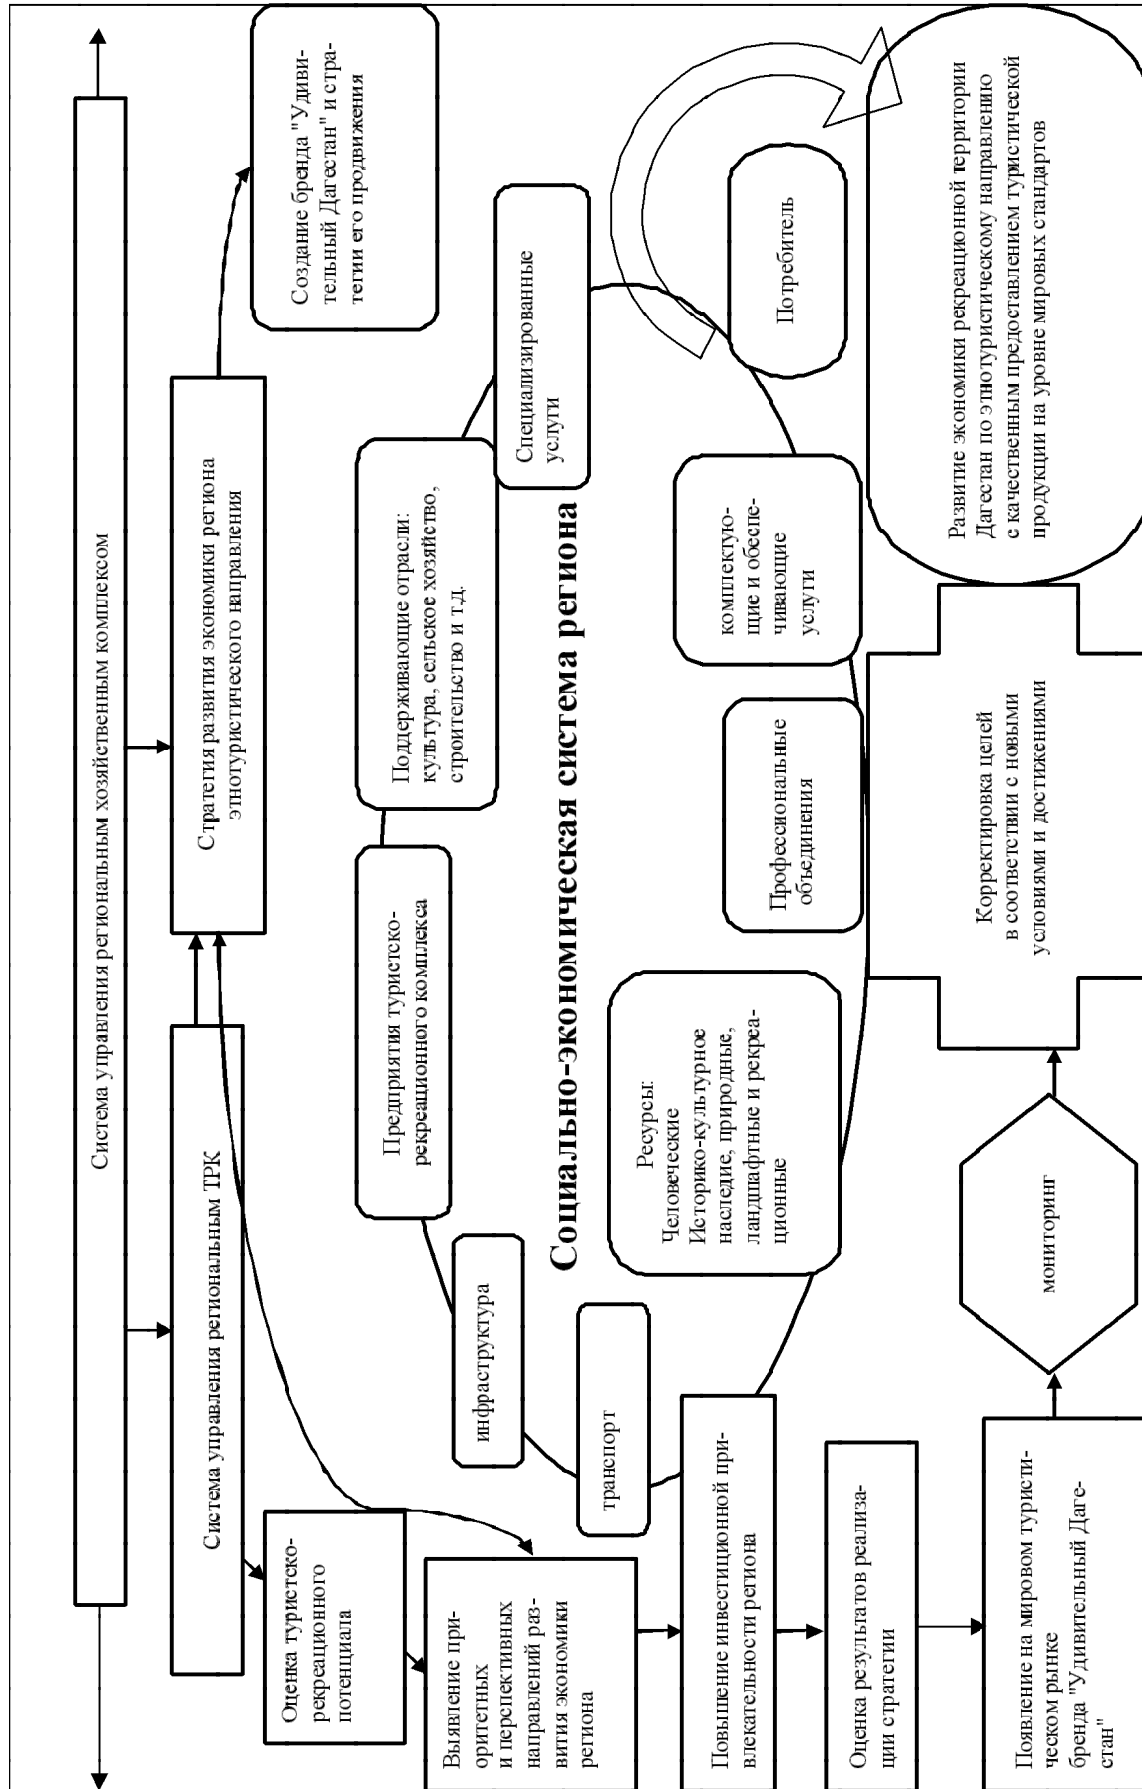 Система управления региональным хозяйственным комплексом
Система управления региональным ТРК
Стратегия развития экономики региона
этнотуристического направления
Создание бренда "Удиви-
тельный Дагестан" и стра-
тегии его продвижения
Оценка туристско-
рекреационного
потенциала
Выявление при-
оритетных
и перспективных
направлений раз-
вития экономики
региона
Повышение инвестиционной при-
влекательности региона
Оценка результатов реализа-
ции стратегии
Появление на мировом туристи-
ческом рынке
бренда "Удивительный Даге-
стан"
инфраструктура
транспорт
Предприятия туристско-
рекреационного комплекса
Поддерживающие отрасли:
культура, сельское хозяйство,
строительство и т.д.
Специализированные
услуги
Социально-экономическая система региона
Ресурсы:
Человеческие
Историко-культурное
наследие, природные,
ландшафтные и рекреа-
ционные
Профессиональные
объединения
комплектую-
щие и обеспе-
чивающие
услуги
Потребитель
мониторинг
Корректировка целей
в соответствии с новыми
условиями и достижениями
Развитие экономики рекреационной территории
Дагестан по этнотуристическому направлению
с качественным предоставлением туристической
продукции на уровне мировых стандартов